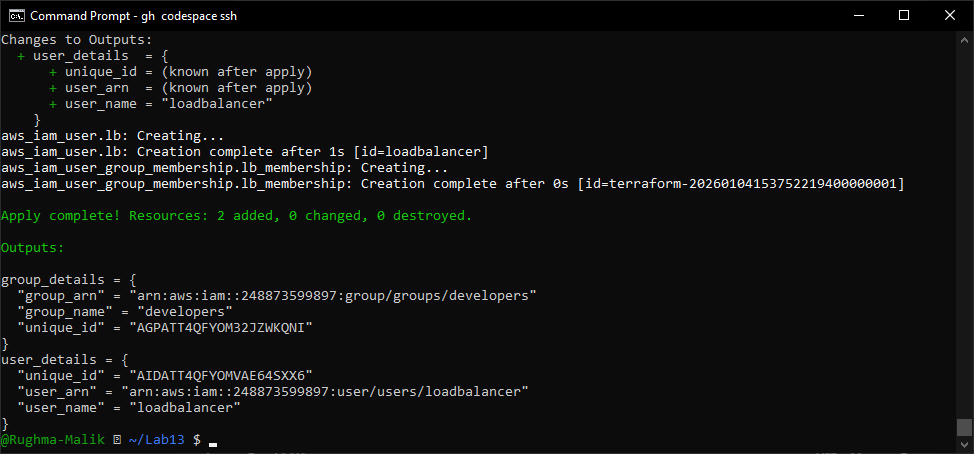 Command Prompt - gh codespace ssh
Changes to Outputs:
  + user_details  = {
      + unique_id = (known after apply)
      + user_arn  = (known after apply)
      + user_name = "loadbalancer"
    }
aws_iam_user.lb: Creating...
aws_iam_user.lb: Creation complete after 1s [id=loadbalancer]
aws_iam_user_group_membership.lb_membership: Creating...
aws_iam_user_group_membership.lb_membership: Creation complete after 0s [id=terraform-20260104153752219400000001]
Apply complete! Resources: 2 added, 0 changed, 0 destroyed.
Outputs:
group_details = {
  "group_arn" = "arn:aws:iam::248873599897:group/groups/developers"
  "group_name" = "developers"
  "unique_id" = "AGPATT4QFYOM32JZWKQNI"
}
user_details = {
  "unique_id" = "AIDATT4QFYOMVAE64SXX6"
  "user_arn" = "arn:aws:iam::248873599897:user/users/loadbalancer"
  "user_name" = "loadbalancer"
}
@Rughma-Malik ~/Lab13 $